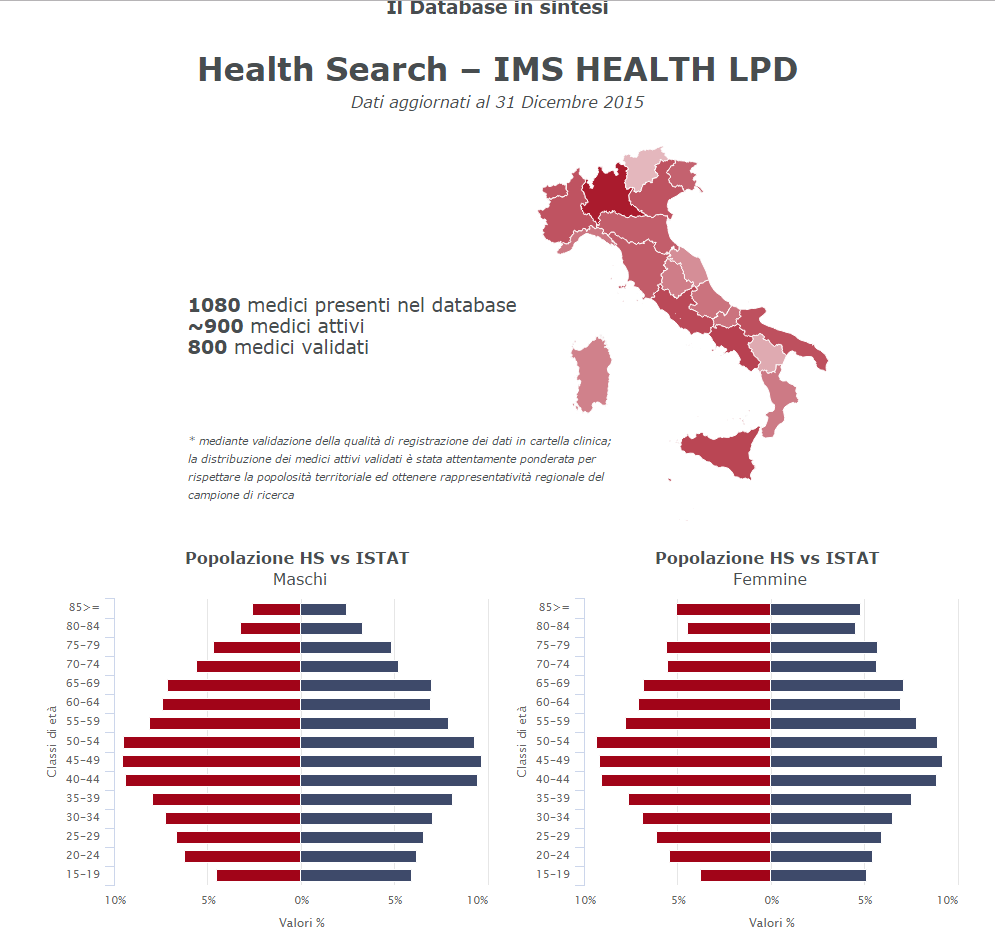 Il Database in sintesi
Health Search – IMS HEALTH LPD
Dati aggiornati al 31 Dicembre 2015
1080 medici presenti nel database
~900 medici attivi
800 medici validati
* mediante validazione della qualità di registrazione dei dati in cartella clinica;
la distribuzione dei medici attivi validati è stata attentamente ponderata per
rispettare la popolosità territoriale ed ottenere rappresentatività regionale del
campione di ricerca
Popolazione HS vs ISTAT
Maschi
Classi di età
85>=
80-84
75-79
70-74
65-69
60-64
55-59
50-54
45-49
40-44
35-39
30-34
25-29
20-24
15-19
10% 5% 0% 5% 10%
Valori %
Popolazione HS vs ISTAT
Femmine
Classi di età
85>=
80-84
75-79
70-74
65-69
60-64
55-59
50-54
45-49
40-44
35-39
30-34
25-29
20-24
15-19
10% 5% 0% 5% 10%
Valori %